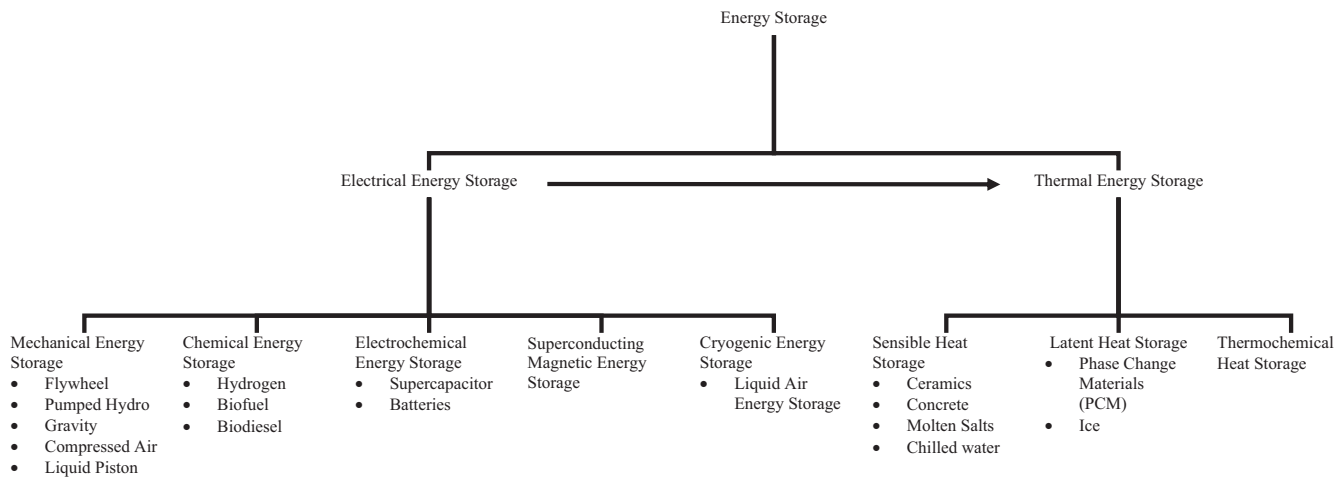 Energy Storage
Electrical Energy Storage
Thermal Energy Storage
Mechanical Energy
Storage
• Flywheel
• Pumped Hydro
• Gravity
• Compressed Air
• Liquid Piston
Chemical Energy
Storage
• Hydrogen
• Biofuel
• Biodiesel
Electrochemical
Energy Storage
• Supercapacitor
• Batteries
Superconducting
Magnetic Energy
Storage
Cryogenic Energy
Storage
• Liquid Air
Energy Storage
Sensible Heat
Storage
• Ceramics
• Concrete
• Molten Salts
• Chilled water
Latent Heat Storage
• Phase Change
Materials
(PCM)
• Ice
Thermochemical
Heat Storage